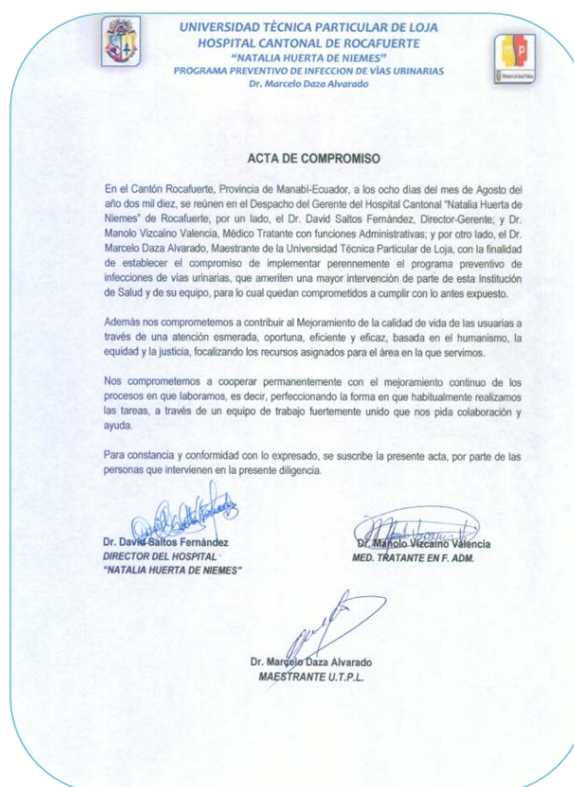 UNIVERSIDAD TÈCNICA PARTICULAR DE LOJA
HOSPITAL CANTONAL DE ROCAFUERTE
"NATALIA HUERTA DE NIEMES"
PROGRAMA PREVENTIVO DE INFECCION DE VÍAS URINARIAS
Dr. Marcelo Daza Alvarado
ACTA DE COMPROMISO
En el Cantón Rocafuerte, Provincia de Manabí-Ecuador, a los ocho días del mes de Agosto del
año dos mil diez, se reúnen en el Despacho del Gerente del Hospital Cantonal "Natalia Huerta de
Niemes" de Rocafuerte, por un lado, el Dr. David Saltos Fernández, Director-Gerente; y Dr.
Manolo Vizcaíno Valencia, Médico Tratante con funciones Administrativas; y por otro lado, el Dr.
Marcelo Daza Alvarado, Maestrante de la Universidad Técnica Particular de Loja, con la finalidad
de establecer el compromiso de implementar perennemente el programa preventivo de
infecciones de vías urinarias, que ameriten una mayor intervención de parte de esta Institución
de Salud y de su equipo, para lo cual quedan comprometidos a cumplir con lo antes expuesto.
Además nos comprometemos a contribuir al Mejoramiento de la calidad de vida de las usuarias a
través de una atención esmerada, oportuna, eficiente y eficaz, basada en el humanismo, la
equidad y la justicia, focalizando los recursos asignados para el área en la que servimos.
Nos comprometemos a cooperar permanentemente con el mejoramiento continuo de los
procesos en que laboramos, es decir, perfeccionando la forma en que habitualmente realizamos
las tareas, a través de un equipo de trabajo fuertemente unido que nos pida colaboración y
ayuda.
Para constancia y conformidad con lo expresado, se suscribe la presente acta, por parte de las
personas que intervienen en la presente diligencia.
Dr. David Saltos Fernández
DIRECTOR DEL HOSPITAL
"NATALIA HUERTA DE NIEMES"
Dr. Manolo Vizcaíno Valencia
MED. TRATANTE EN F. ADM.
Dr. Marcelo Daza Alvarado
MAESTRANTE U.T.P.L.